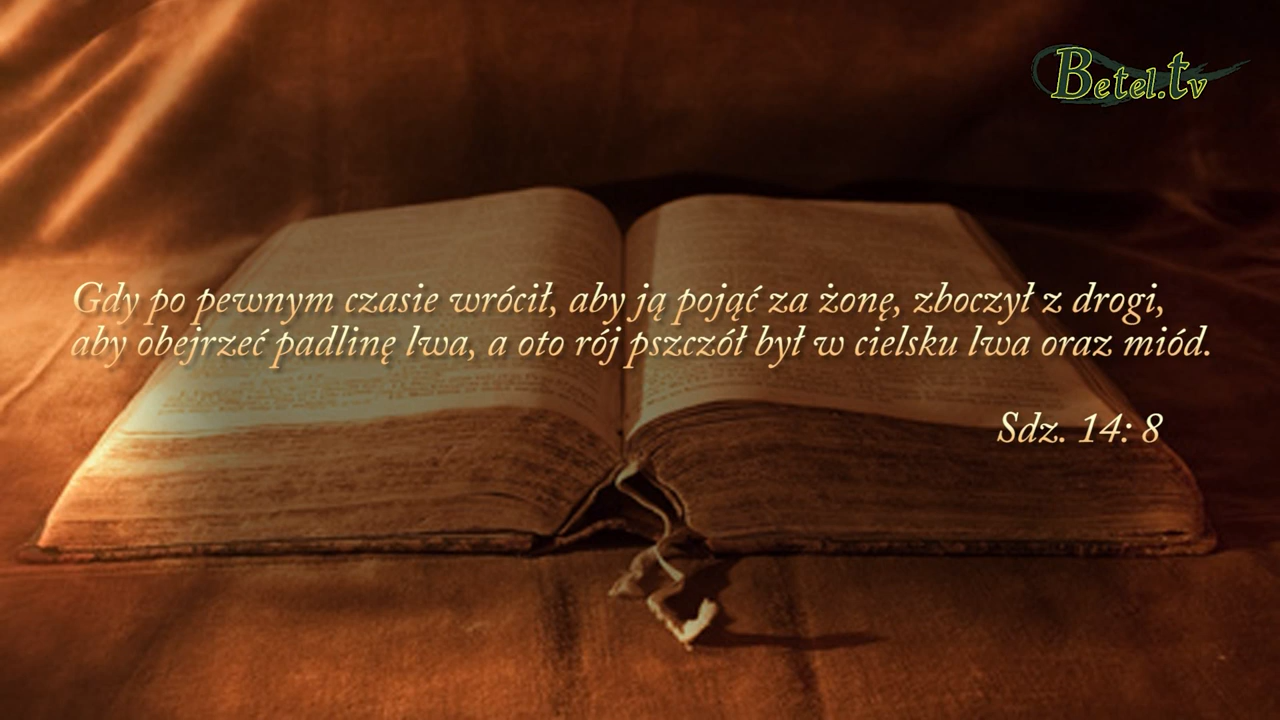 Betel.tv
Gdy po pewnym czasie wrócił, aby ją pojąć za żonę, zboczył z drogi,
aby obejrzeć padlinę lwa, a oto rój pszczół był w cielsku lwa oraz miód.
Sdz. 14: 8